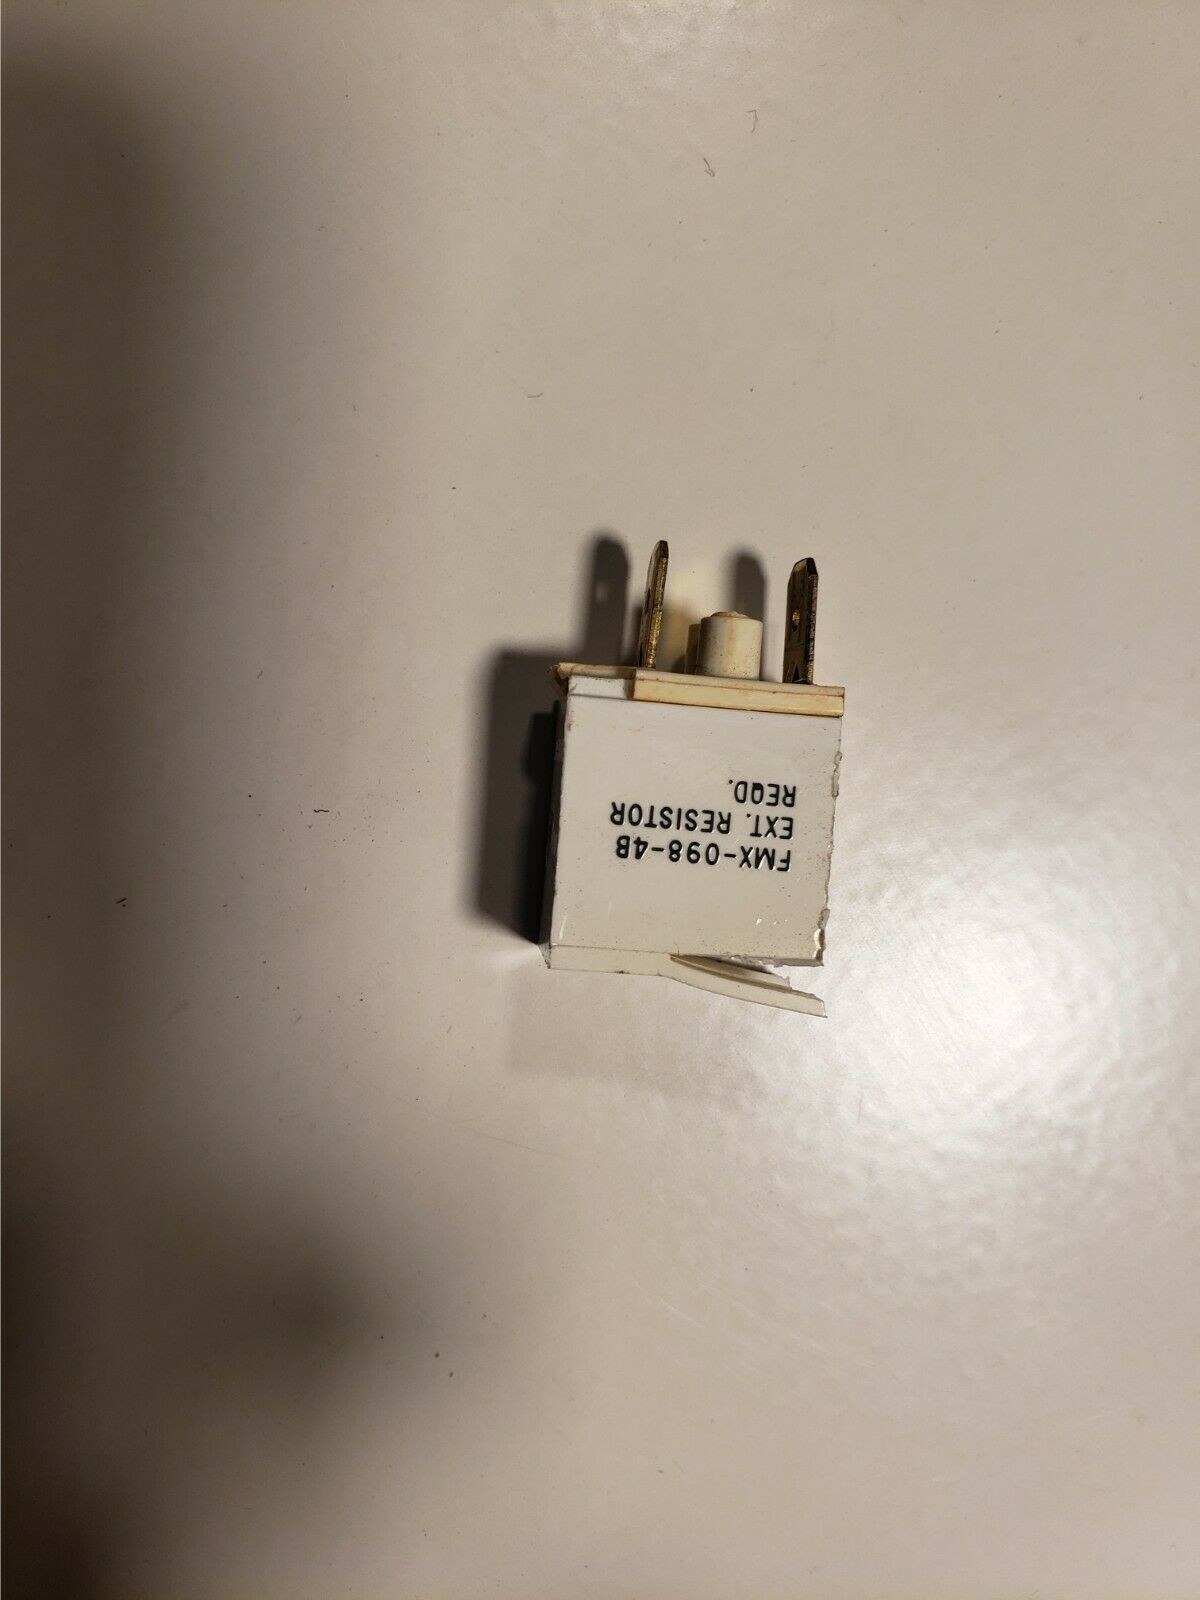 FMX-098-4B
EXT. RESISTOR
REQD.